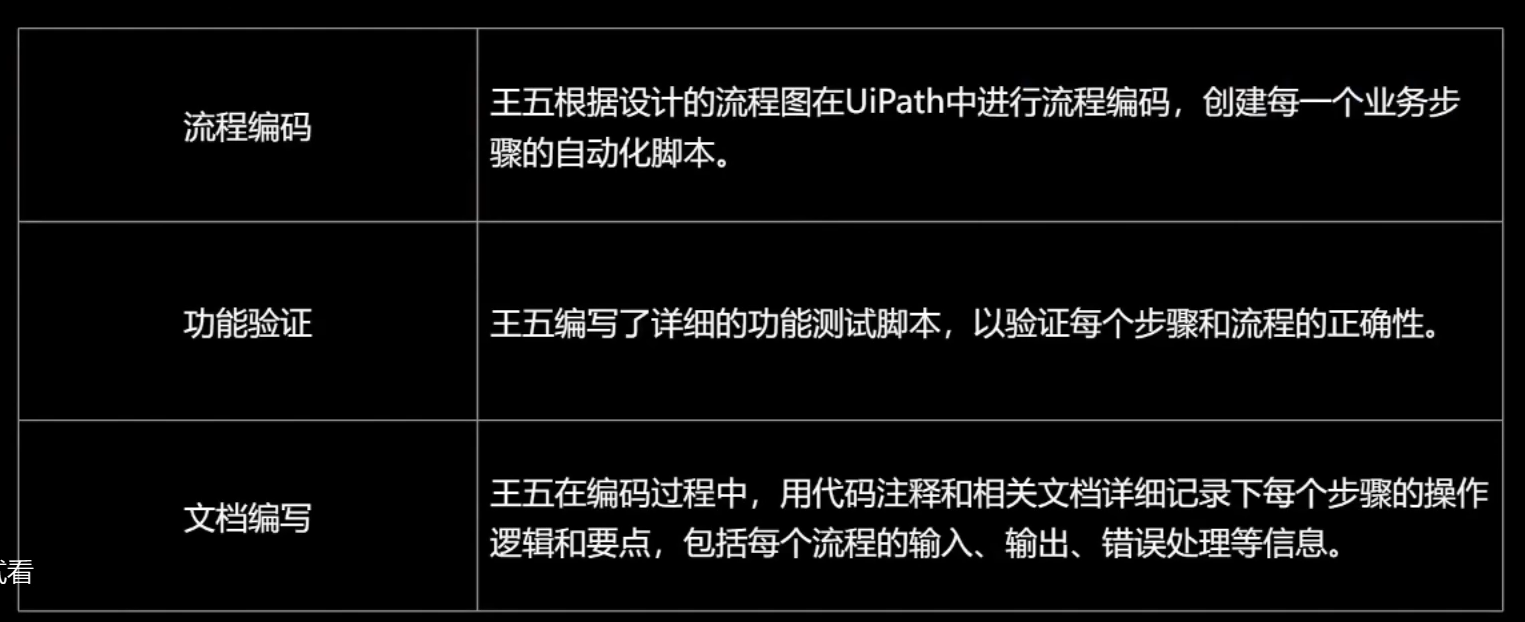 流程编码
王五根据设计的流程图在UiPath中进行流程编码，创建每一个业务步
骤的自动化脚本。
功能验证
王五编写了详细的功能测试脚本，以验证每个步骤和流程的正确性。
文档编写
王五在编码过程中，用代码注释和相关文档详细记录下每个步骤的操作
逻辑和要点，包括每个流程的输入、输出、错误处理等信息。
看